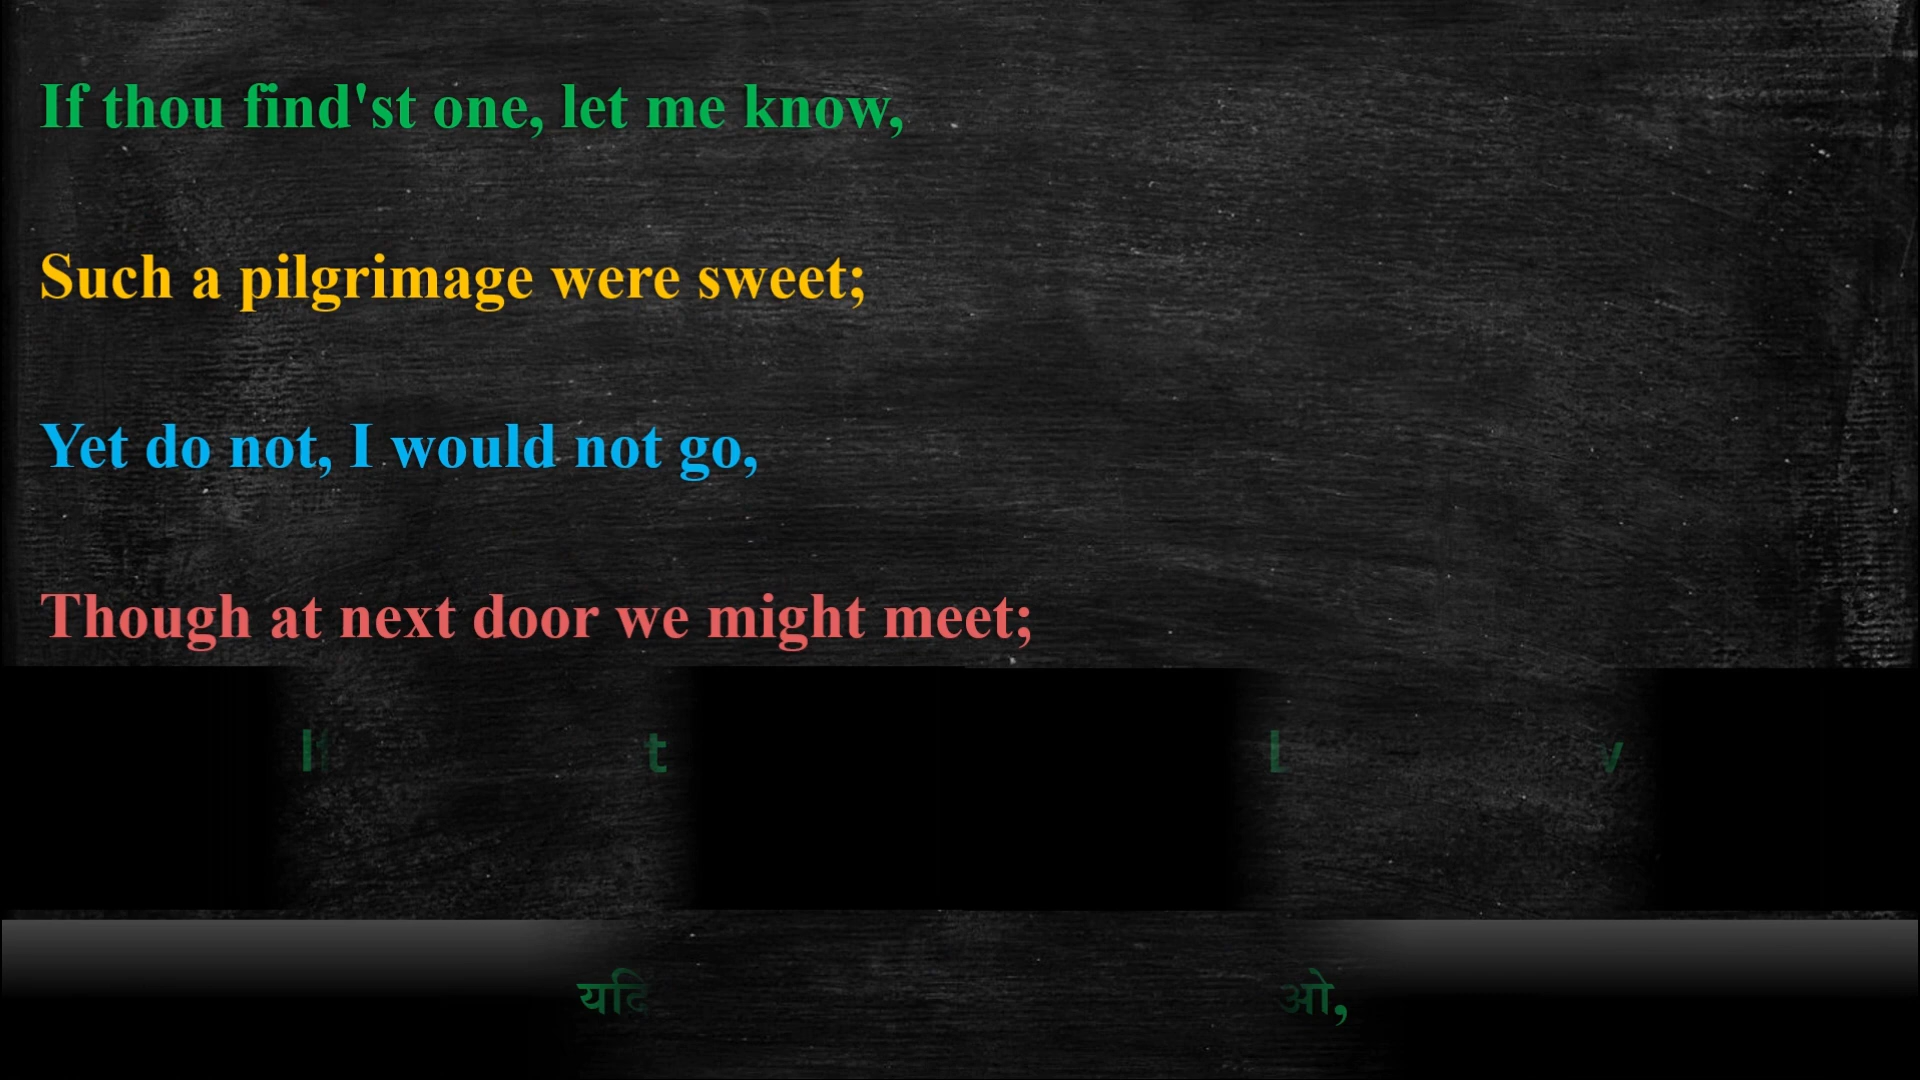 If thou find'st one, let me know,
Such a pilgrimage were sweet;
Yet do not, I would not go,
Though at next door we might meet;